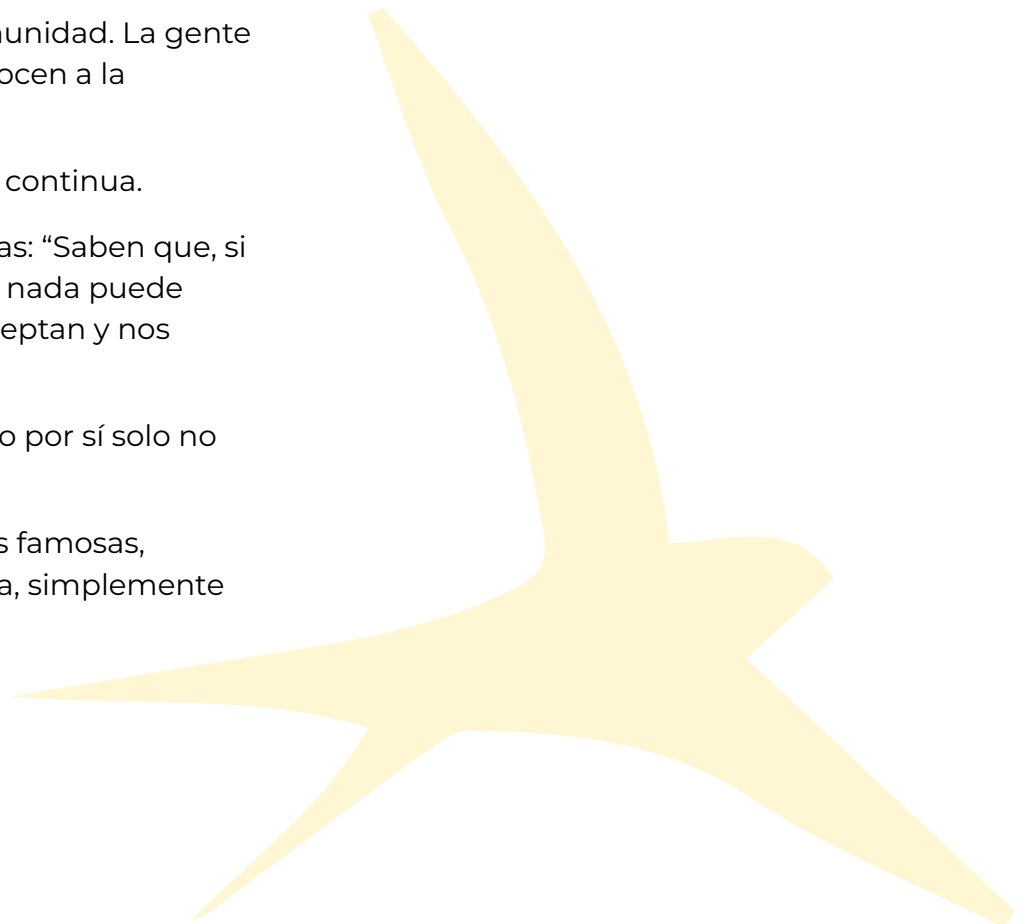 unidad. La gente
ocen a la
continua.
as: “Saben que, si
nada puede
eptan y nos
o por sí solo no
s famosas,
a, simplemente